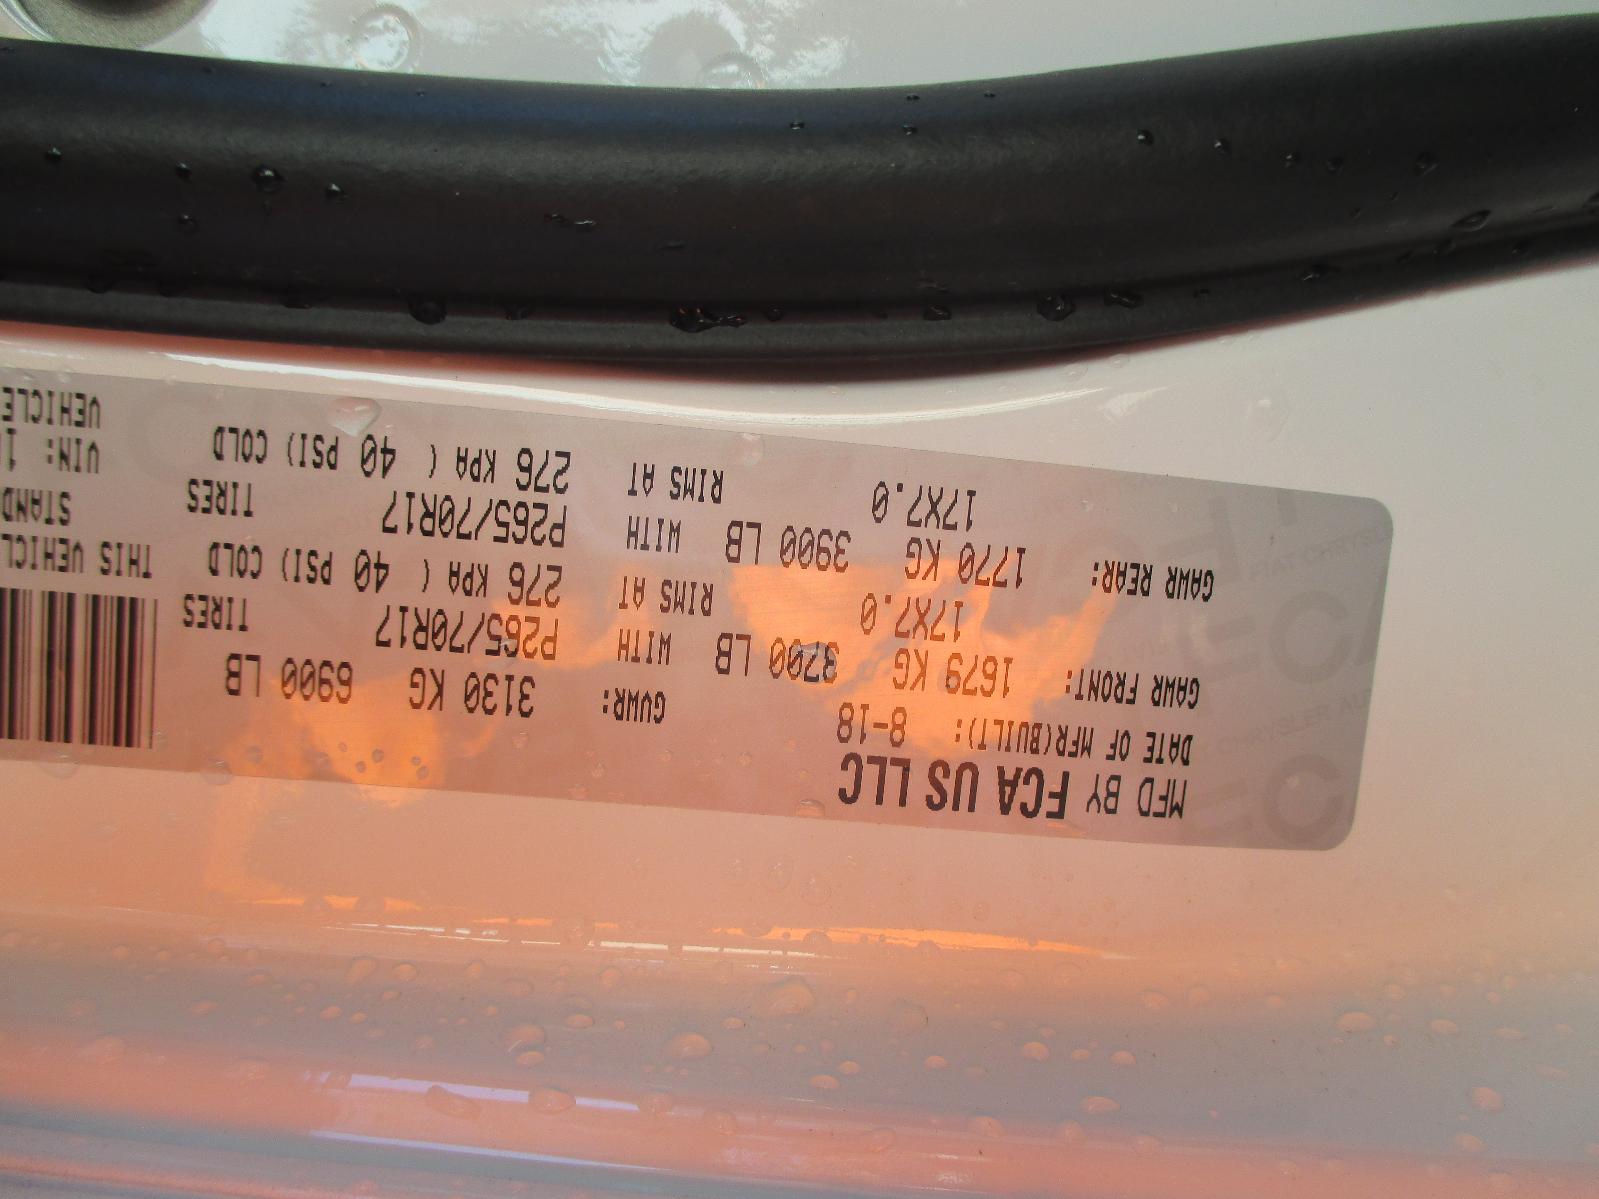 MFD BY FCA US LLC
DATE OF MFR(BUILT): 8-18 GVWR: 3130 KG 6900 LB
GAWR FRONT: 1679 KG 3700 LB WITH P265/70R17 TIRES
17X7.0 RIMS AT 276 KPA ( 40 PSI) COLD
GAWR REAR: 1770 KG 3900 LB WITH P265/70R17 TIRES
17X7.0 RIMS AT 276 KPA ( 40 PSI) COLD
THIS VEHICL
STAND
VIN: 1
VEHICLE